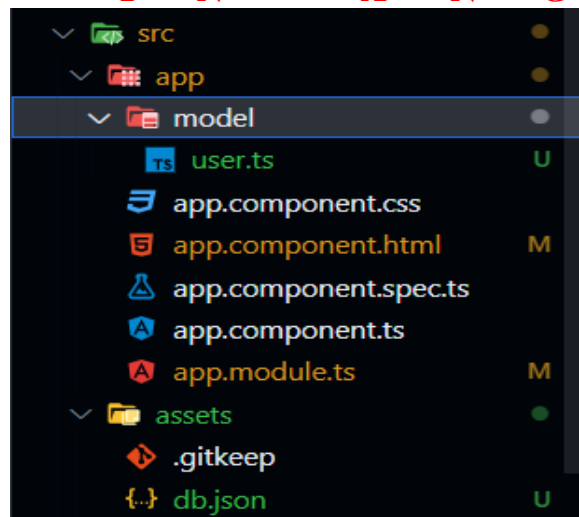 src
app
model
TS user.ts U
app.component.css
app.component.html M
app.component.spec.ts
app.component.ts
app.module.ts M
assets
.gitkeep
{..} db.json U